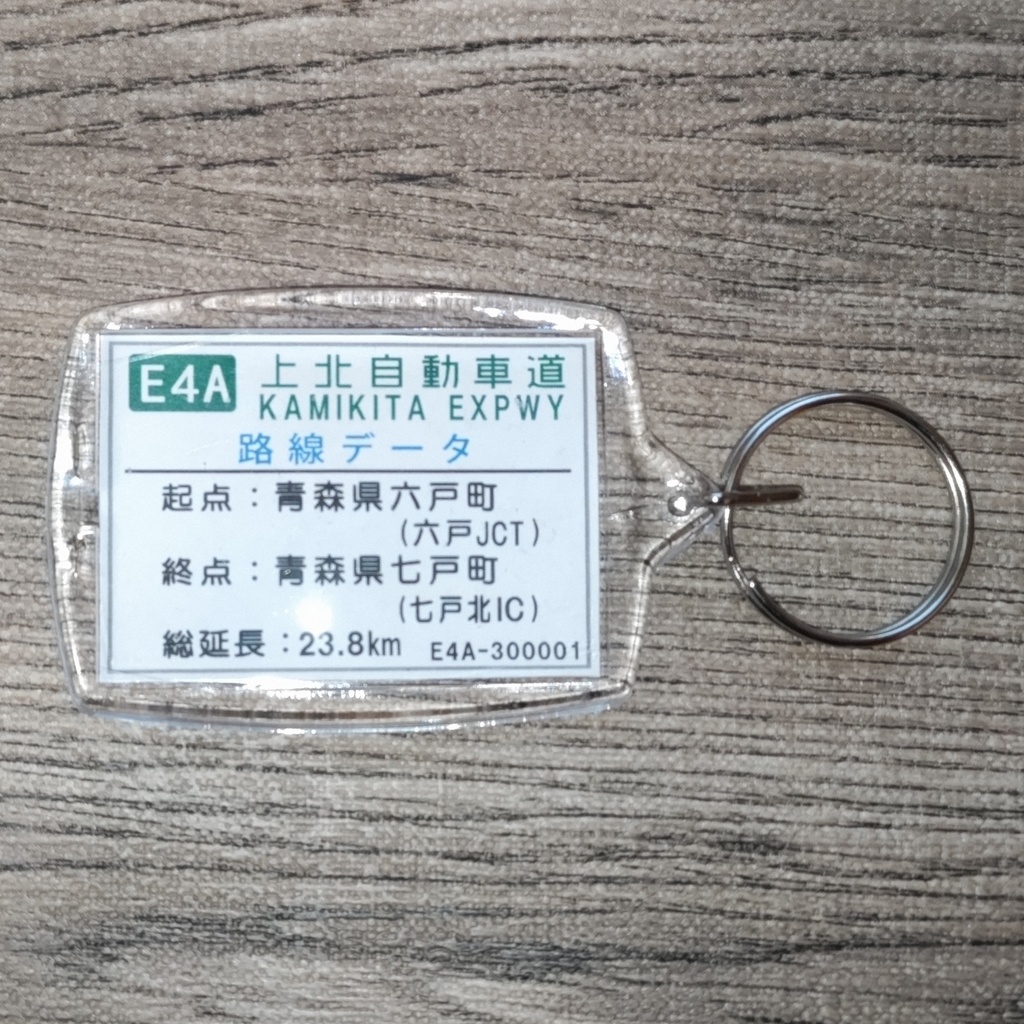 E4A 上北自動車道
KAMIKITA EXPWY
路線データ
起点：青森県六戸町
(六戸JCT)
終点：青森県七戸町
(七戸北IC)
総延長：23.8km E4A-300001